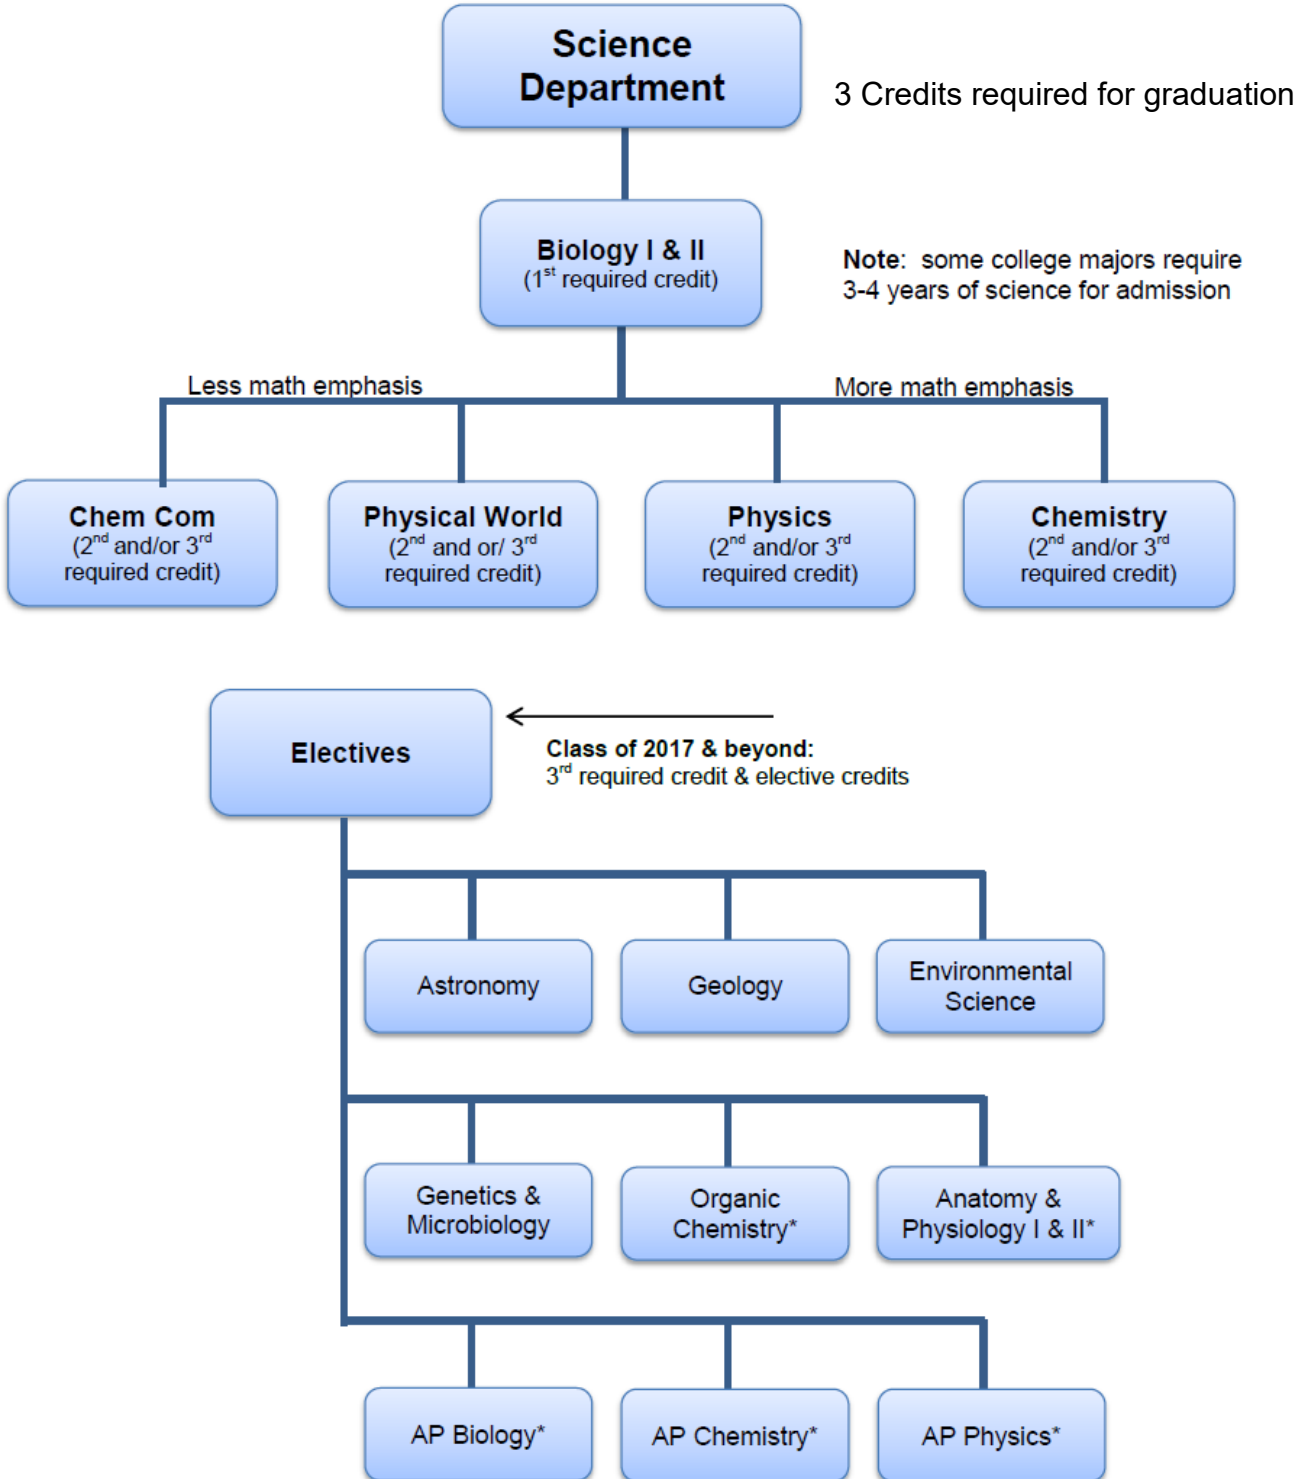 Science
Department
3 Credits required for graduation
Biology I & II
(1st required credit)
Note:  some college majors require
3-4 years of science for admission
Less math emphasis
More math emphasis
Chem Com
(2nd and/or 3rd
required credit)
Physical World
(2nd and or/ 3rd
required credit)
Physics
(2nd and/or 3rd
required credit)
Chemistry
(2nd and/or 3rd
required credit)
Electives
Class of 2017 & beyond:
3rd required credit & elective credits
Astronomy
Geology
Environmental
Science
Genetics &
Microbiology
Organic
Chemistry*
Anatomy &
Physiology I & II*
AP Biology*
AP Chemistry*
AP Physics*